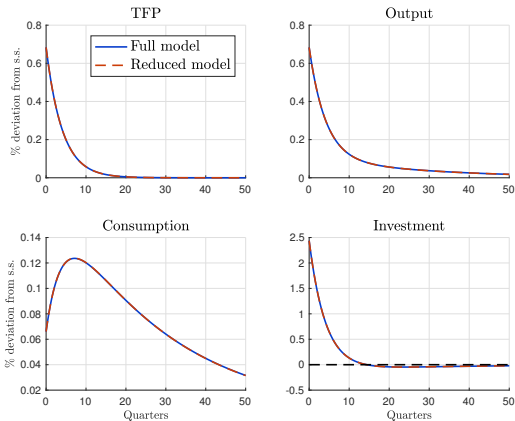 TFP
Output
0.8
0.6
0.4
0.2
0
% deviation from s.s.
Full model
Reduced model
0 10 20 30 40 50
0.8
0.6
0.4
0.2
0
0 10 20 30 40 50
Consumption
Investment
0.14
0.12
0.1
0.08
0.06
0.04
0.02
% deviation from s.s.
0 10 20 30 40 50
Quarters
2.5
2
1.5
1
0.5
0
-0.5
0 10 20 30 40 50
Quarters